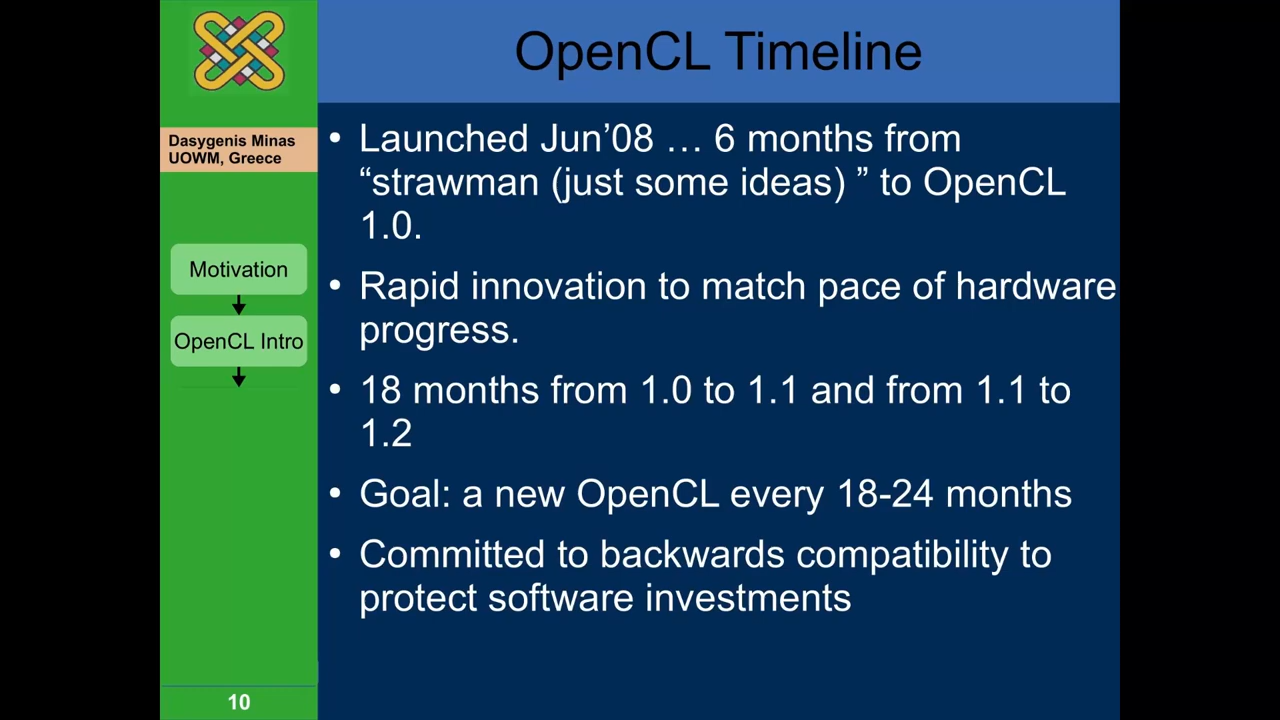 OpenCL Timeline
Dasygenis Minas
UOWM, Greece
Motivation
OpenCL Intro
• Launched Jun’08 … 6 months from
“strawman (just some ideas) ” to OpenCL
1.0.
• Rapid innovation to match pace of hardware
progress.
• 18 months from 1.0 to 1.1 and from 1.1 to
1.2
• Goal: a new OpenCL every 18-24 months
• Committed to backwards compatibility to
protect software investments
10